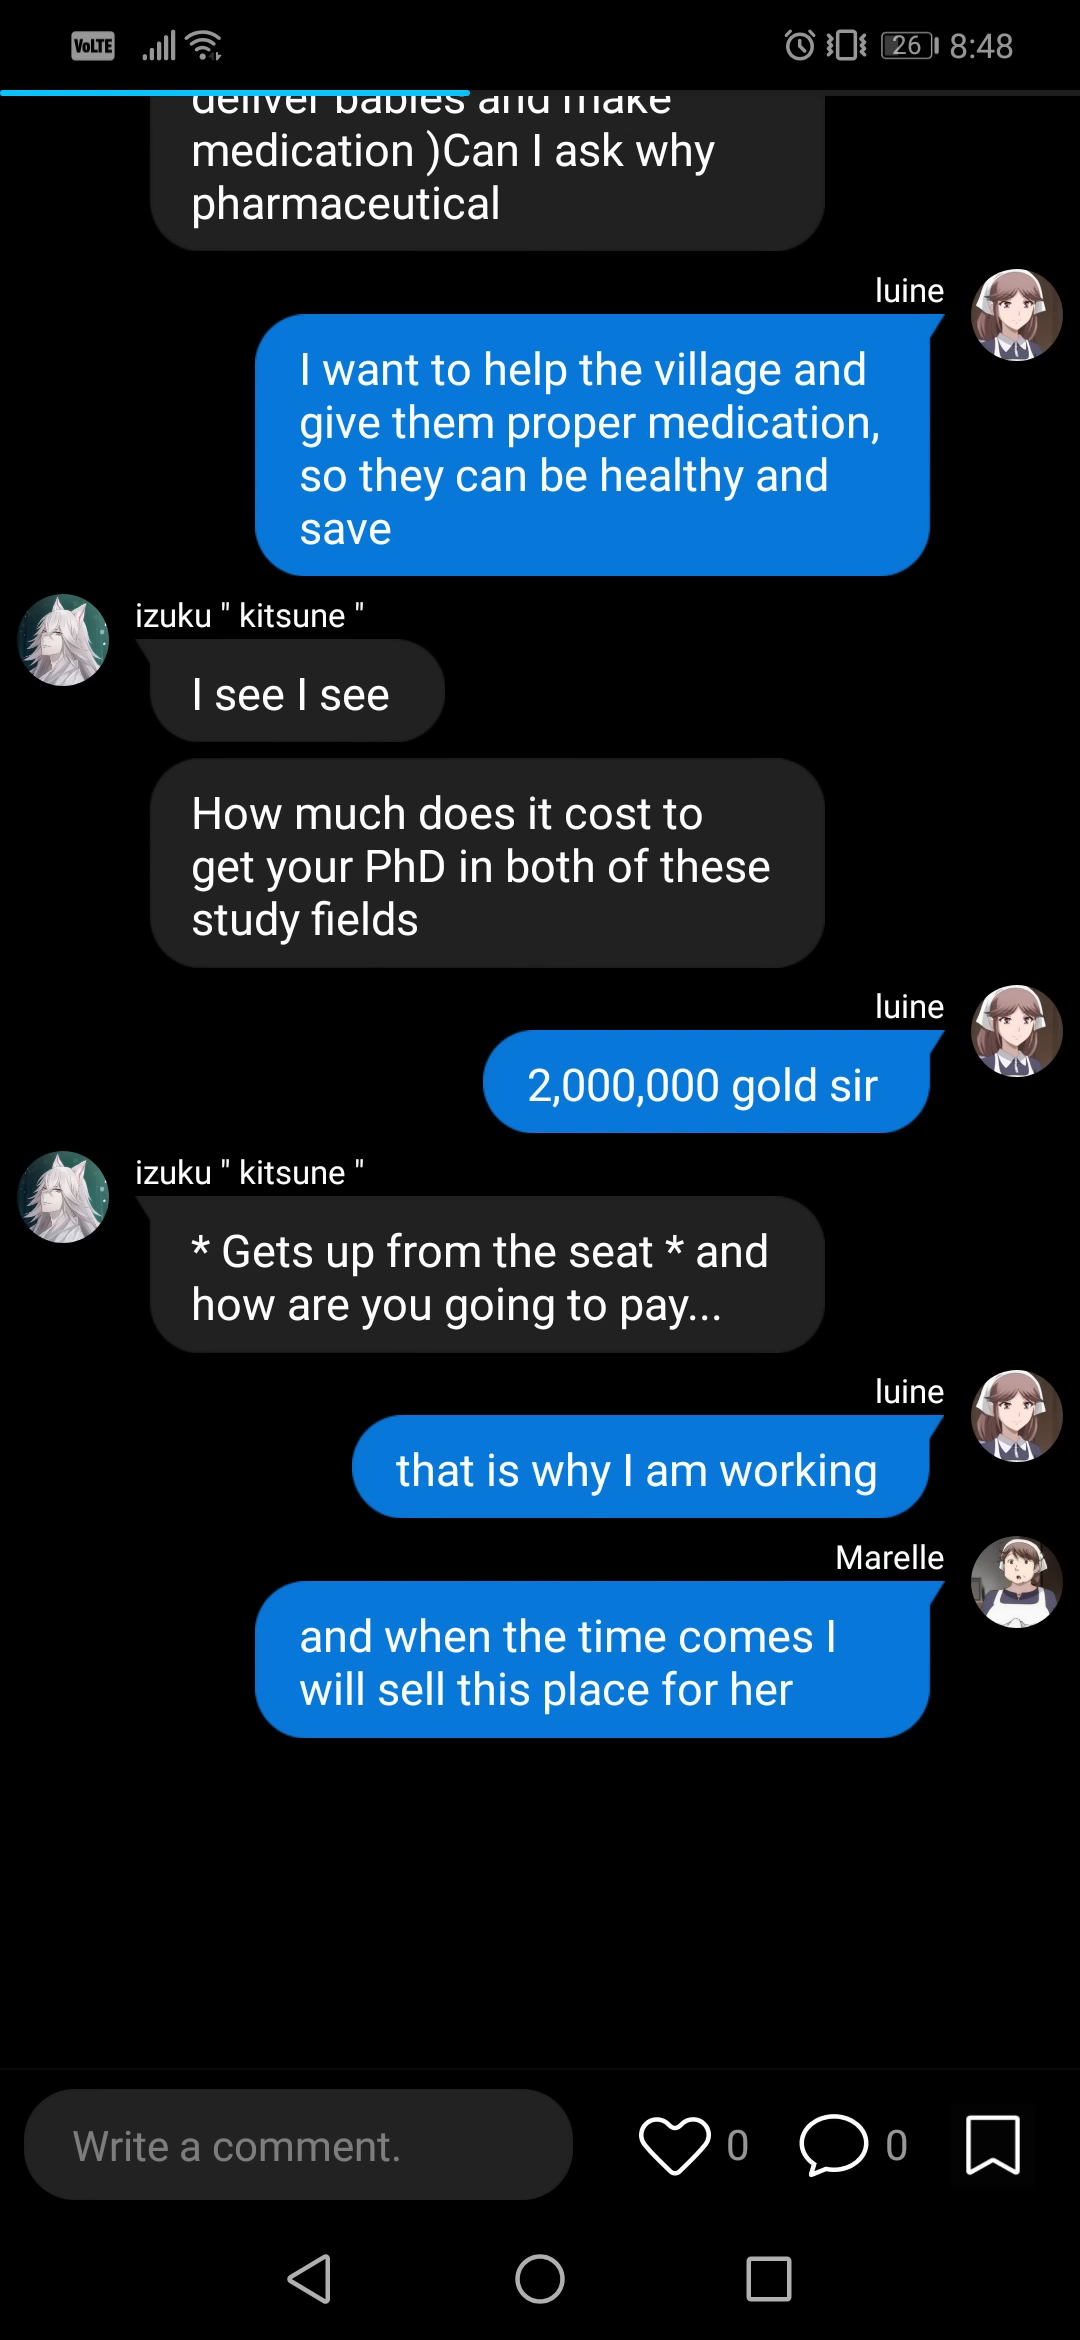 VoLTE
26
8:48
deliver babies and make
medication )Can I ask why
pharmaceutical
luine
I want to help the village and
give them proper medication,
so they can be healthy and
save
izuku " kitsune "
I see I see
How much does it cost to
get your PhD in both of these
study fields
luine
2,000,000 gold sir
izuku " kitsune "
* Gets up from the seat * and
how are you going to pay...
luine
that is why I am working
Marelle
and when the time comes I
will sell this place for her
Write a comment.
0
0